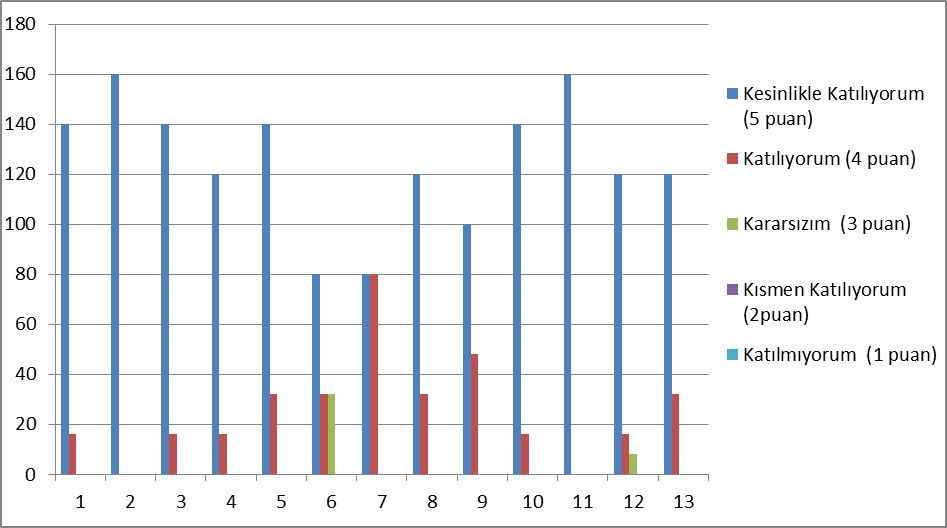 180
160
140
120
100
80
60
40
20
0
1 2 3 4 5 6 7 8 9 10 11 12 13
Kesinlikle Katılıyorum
(5 puan)
Katılıyorum (4 puan)
Kararsızım (3 puan)
Kısmen Katılıyorum
(2puan)
Katılmıyorum (1 puan)